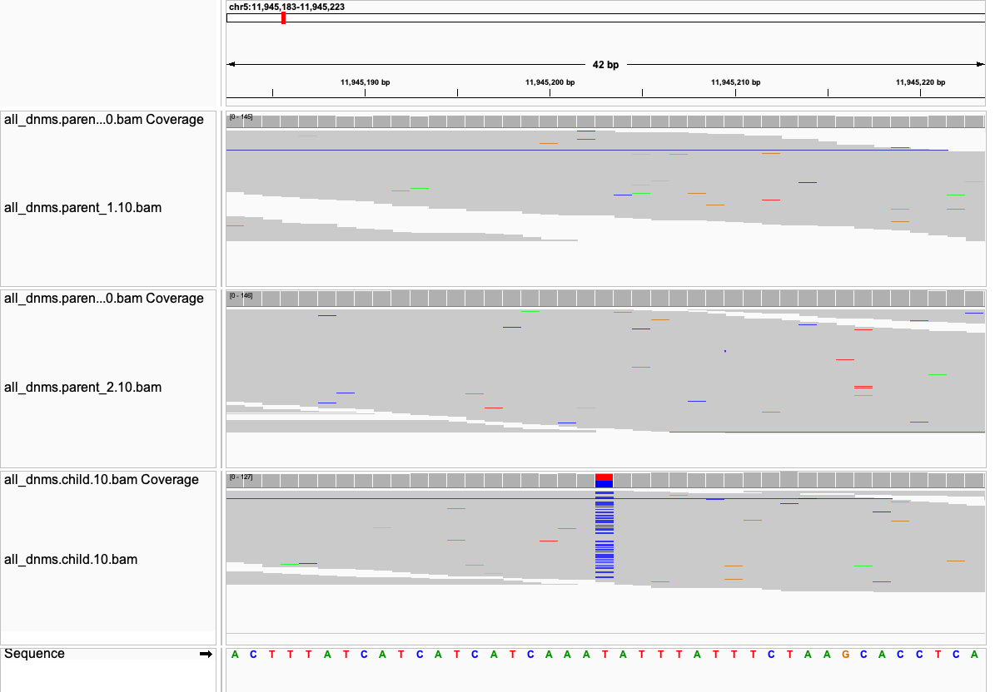 chr5:11,945,183-11,945,223
42 bp
11,945,190 bp 11,945,200 bp 11,945,210 bp 11,945,220 bp
all_dnms.paren...0.bam Coverage
[0 - 145]
all_dnms.parent_1.10.bam
all_dnms.paren...0.bam Coverage
[0 - 146]
all_dnms.parent_2.10.bam
all_dnms.child.10.bam Coverage
[0 - 127]
all_dnms.child.10.bam
Sequence A C T T T A T C A T C A T C A T C A A A T A T T T A T T T C T A A G C A C C T C A